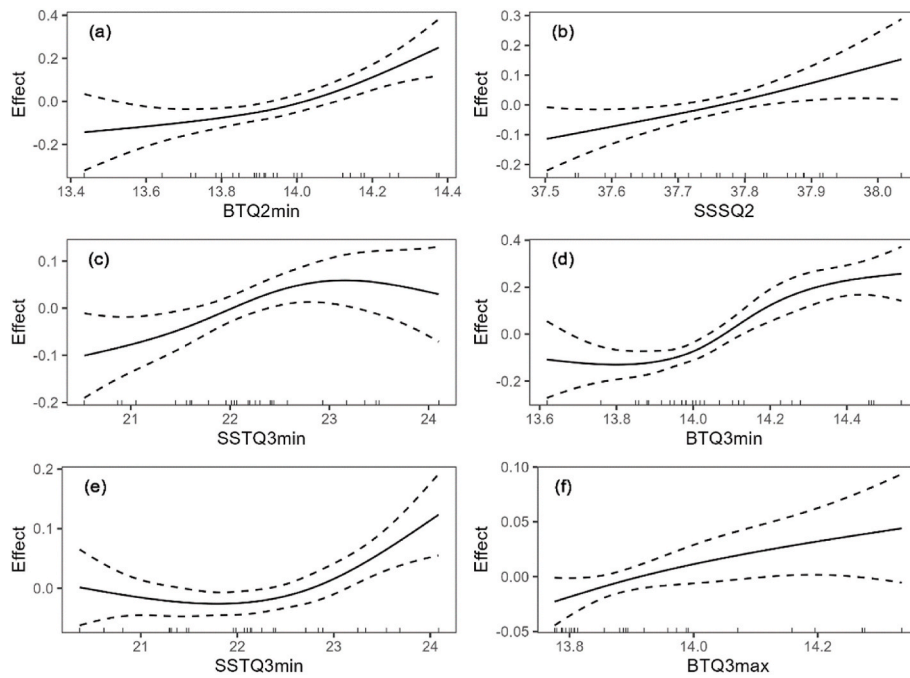 (a)
Effect
0.4
0.2
0.0
-0.2
13.4 13.6 13.8 14.0 14.2 14.4
BTQ2min
(b)
Effect
0.3
0.2
0.1
0.0
-0.1
-0.2
37.5 37.6 37.7 37.8 37.9 38.0
SSSQ2
(c)
Effect
0.1
0.0
-0.1
-0.2
21 22 23 24
SSTQ3min
(d)
Effect
0.4
0.2
0.0
-0.2
13.6 13.8 14.0 14.2 14.4
BTQ3min
(e)
Effect
0.2
0.1
0.0
21 22 23 24
SSTQ3min
(f)
Effect
0.10
0.05
0.00
-0.05
13.8 14.0 14.2
BTQ3max